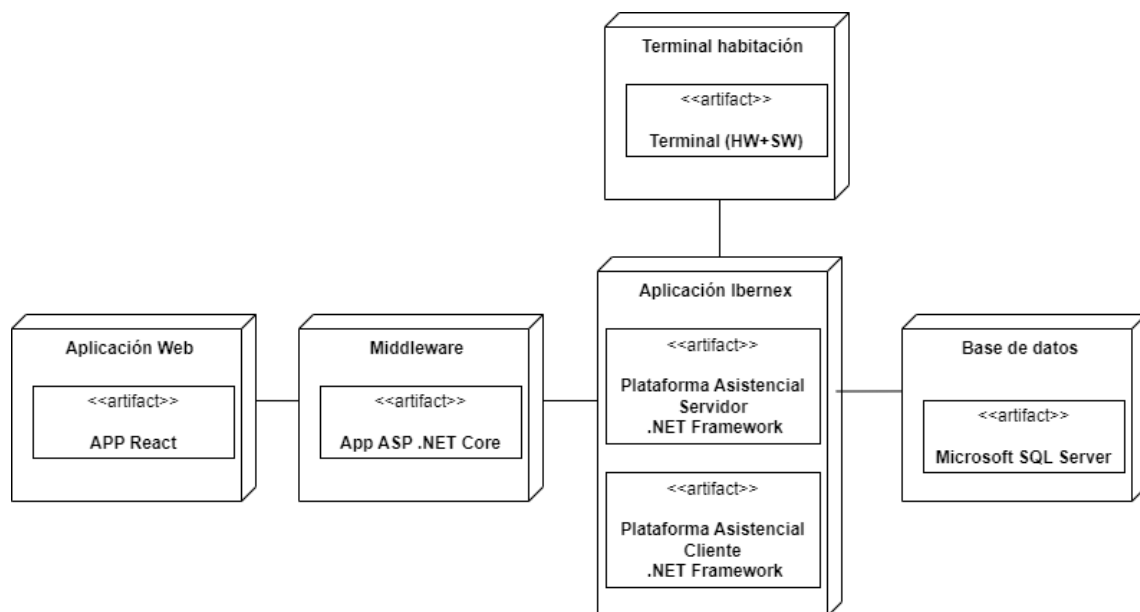 Terminal habitación
<<artifact>>
Terminal (HW+SW)
Aplicación Web
<<artifact>>
APP React
Middleware
<<artifact>>
App ASP .NET Core
Aplicación Ibernex
<<artifact>>
Plataforma Asistencial
Servidor
.NET Framework
<<artifact>>
Plataforma Asistencial
Cliente
.NET Framework
Base de datos
<<artifact>>
Microsoft SQL Server